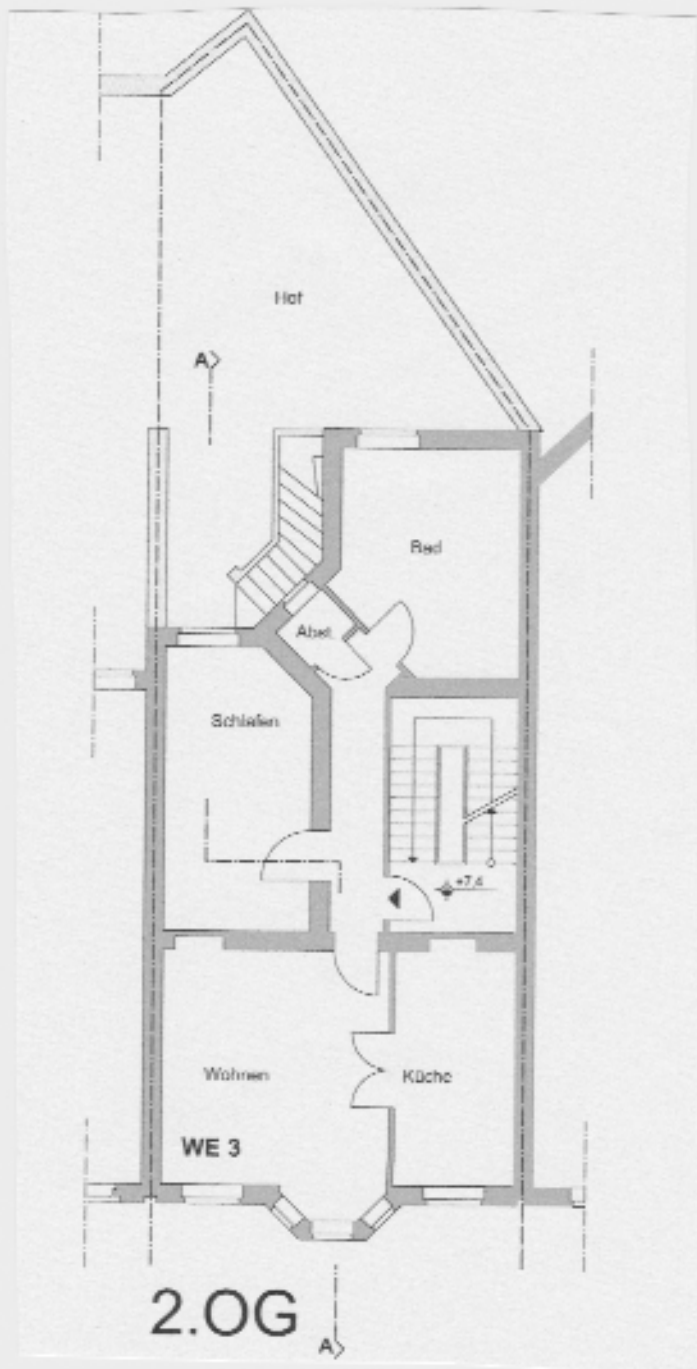 Hof
A
Bad
Abst.
Schlafen
+7,4
Wohnen
Küche
WE 3
2.OG
A